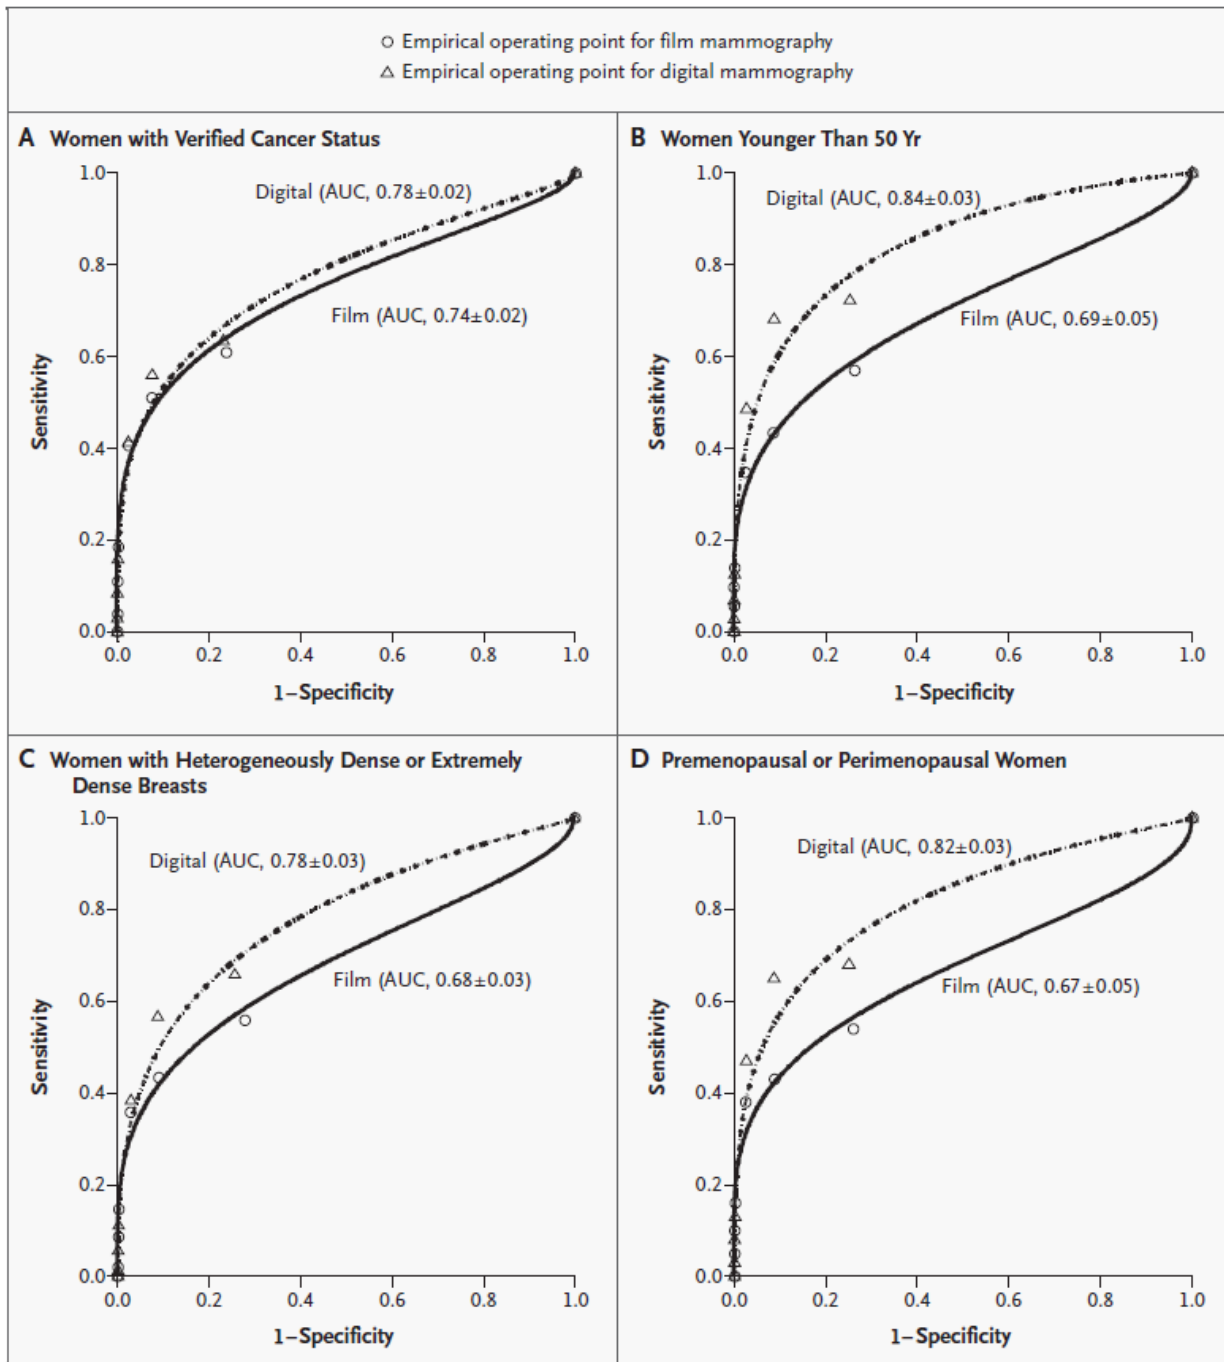 ○ Empirical operating point for film mammography
△ Empirical operating point for digital mammography
A Women with Verified Cancer Status
1.0
0.8
0.6
0.4
0.2
0.0
Sensitivity
Digital (AUC, 0.78±0.02)
Film (AUC, 0.74±0.02)
0.0 0.2 0.4 0.6 0.8 1.0
1–Specificity
B Women Younger Than 50 Yr
1.0
0.8
0.6
0.4
0.2
0.0
Sensitivity
Digital (AUC, 0.84±0.03)
Film (AUC, 0.69±0.05)
0.0 0.2 0.4 0.6 0.8 1.0
1–Specificity
C Women with Heterogeneously Dense or Extremely
Dense Breasts
1.0
0.8
0.6
0.4
0.2
0.0
Sensitivity
Digital (AUC, 0.78±0.03)
Film (AUC, 0.68±0.03)
0.0 0.2 0.4 0.6 0.8 1.0
1–Specificity
D Premenopausal or Perimenopausal Women
1.0
0.8
0.6
0.4
0.2
0.0
Sensitivity
Digital (AUC, 0.82±0.03)
Film (AUC, 0.67±0.05)
0.0 0.2 0.4 0.6 0.8 1.0
1–Specificity